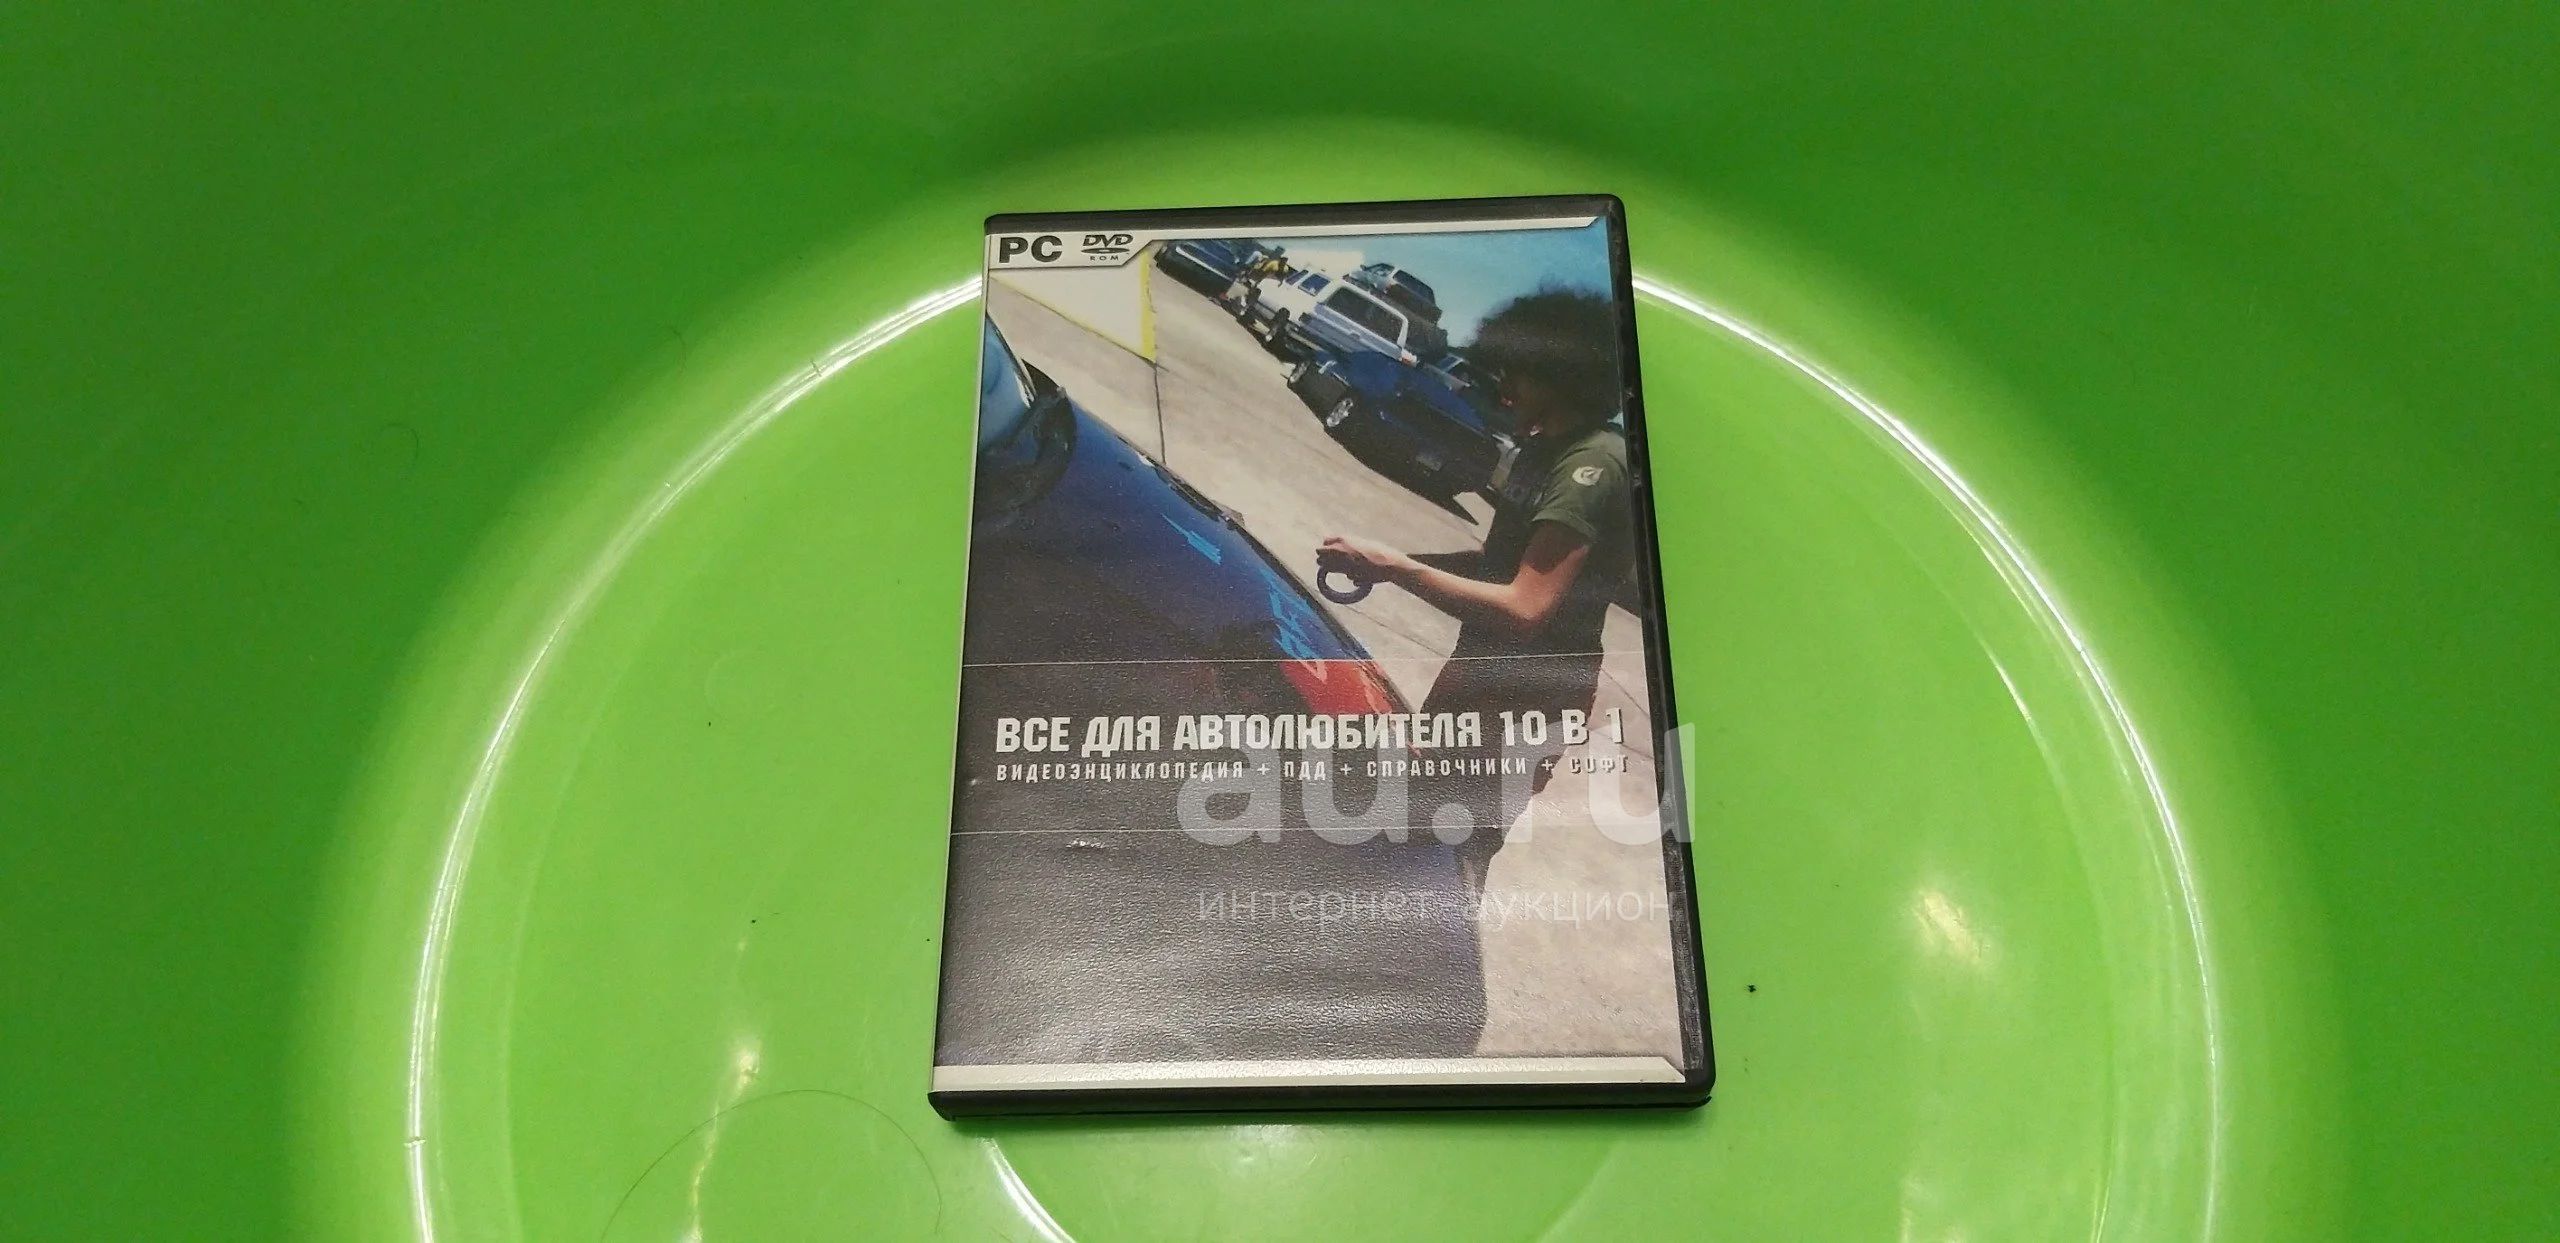 PC DVD
ROM
ВСЕ ДЛЯ АВТОЛЮБИТЕЛЯ 10 В 1
ВИДЕОЭНЦИКЛОПЕДИЯ + ПДД + СПРАВОЧНИКИ + СОФТ
au.ru
интернет-аукцион